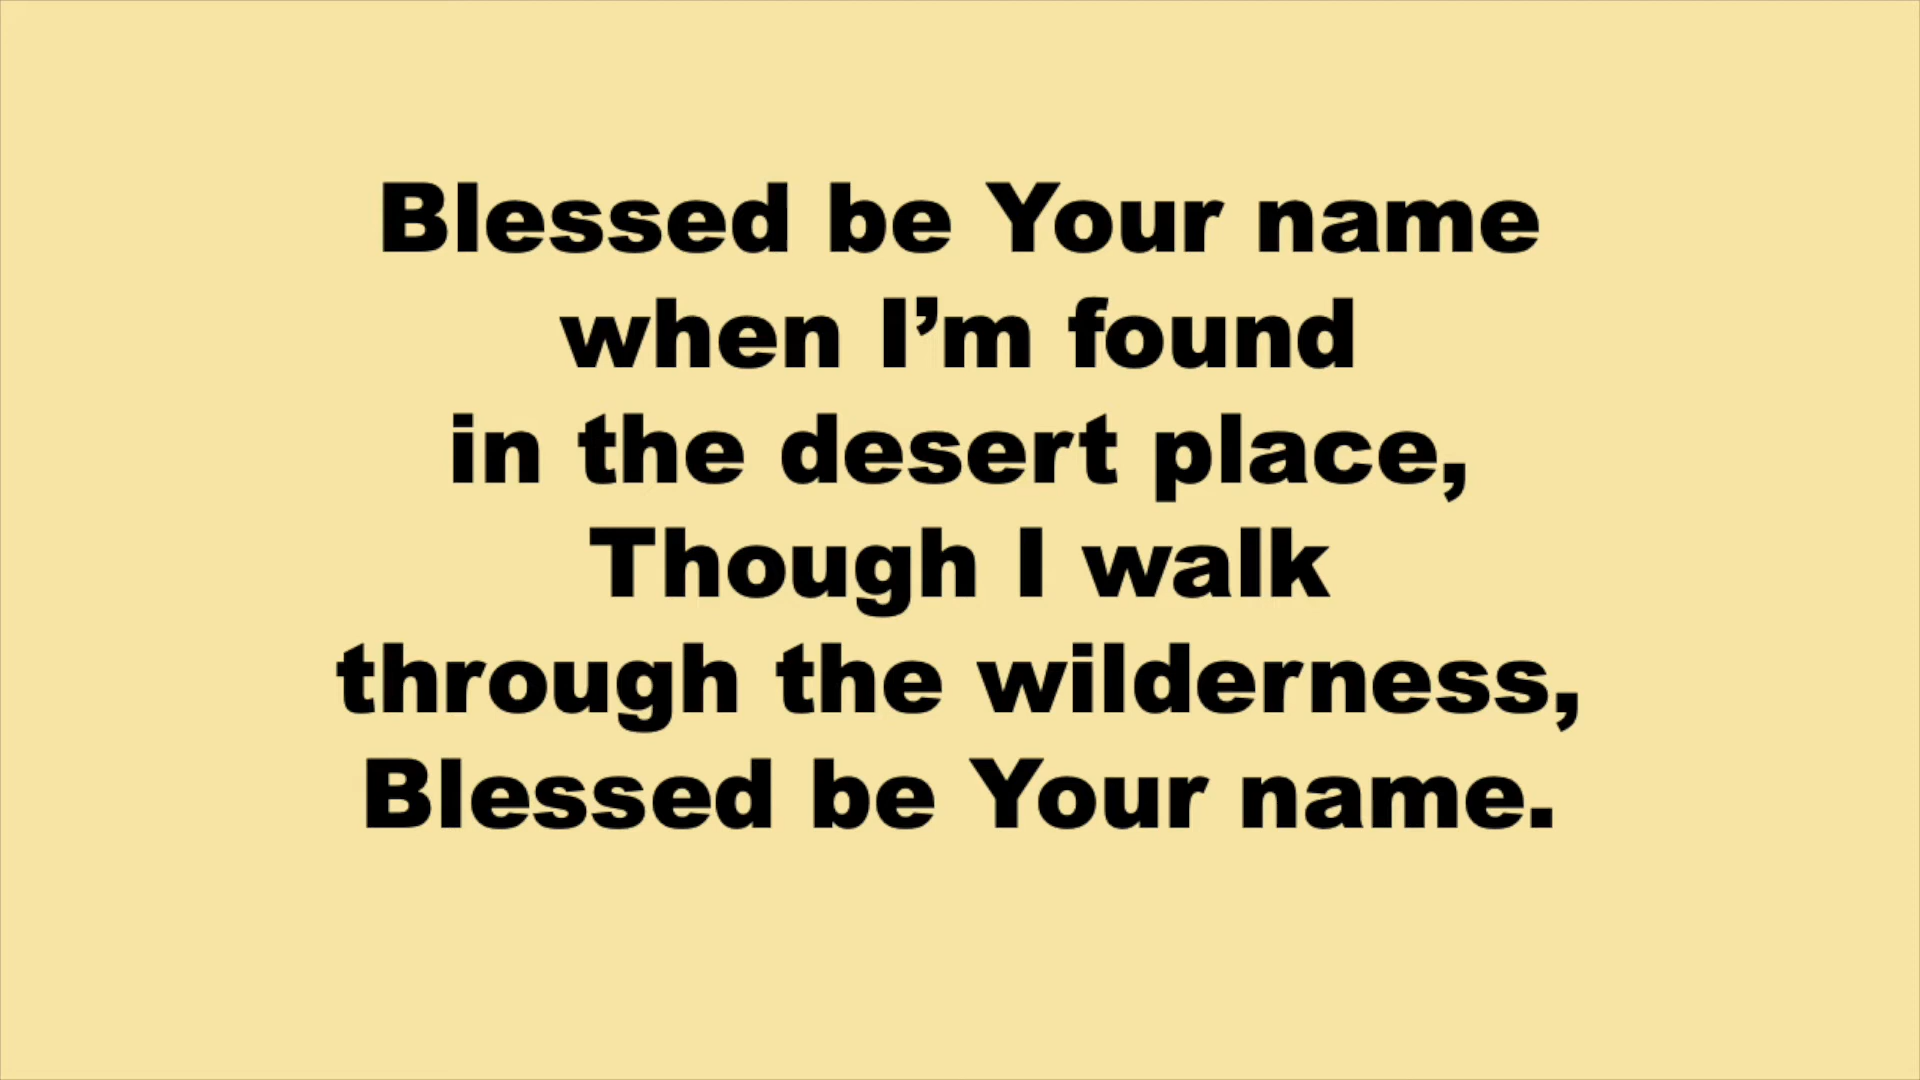 Blessed be Your name
when I’m found
in the desert place,
Though I walk
through the wilderness,
Blessed be Your name.